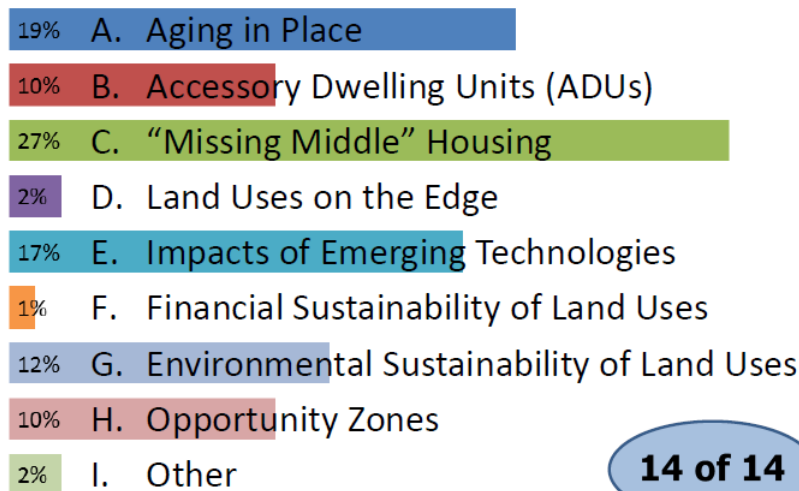 19% A. Aging in Place
10% B. Accessory Dwelling Units (ADUs)
27% C. “Missing Middle” Housing
2% D. Land Uses on the Edge
17% E. Impacts of Emerging Technologies
1% F. Financial Sustainability of Land Uses
12% G. Environmental Sustainability of Land Uses
10% H. Opportunity Zones
2% I. Other
14 of 14